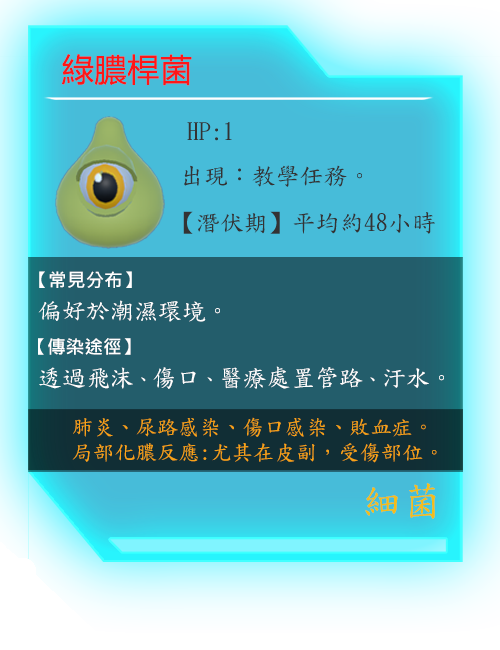 綠膿桿菌
HP:1
出現：教學任務。
【潛伏期】平均約48小時
【常見分布】
偏好於潮濕環境。
【傳染途徑】
透過飛沫、傷口、醫療處置管路、汗水。
肺炎、尿路感染、傷口感染、敗血症。
局部化膿反應:尤其在皮副，受傷部位。
細菌